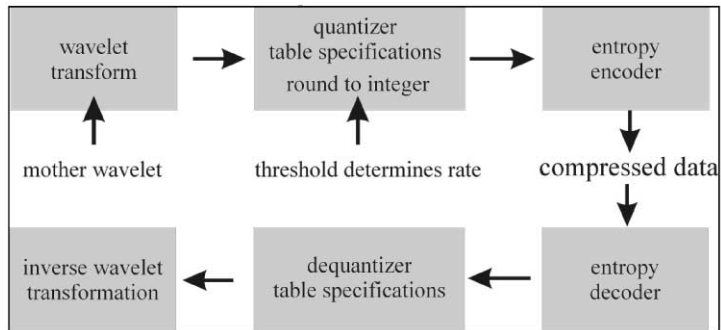 wavelet
transform
quantizer
table specifications
round to integer
entropy
encoder
mother wavelet
threshold determines rate
compressed data
inverse wavelet
transformation
dequantizer
table specifications
entropy
decoder